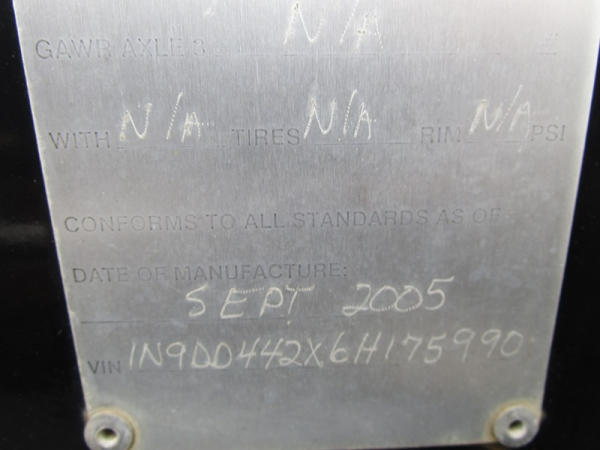 GAWR AXLE 3 N/A #
WITH N/A TIRES N/A RIM N/A PSI
CONFORMS TO ALL STANDARDS AS OF
DATE OF MANUFACTURE:
SEPT 2005
VIN 1N9DD442X6H175990